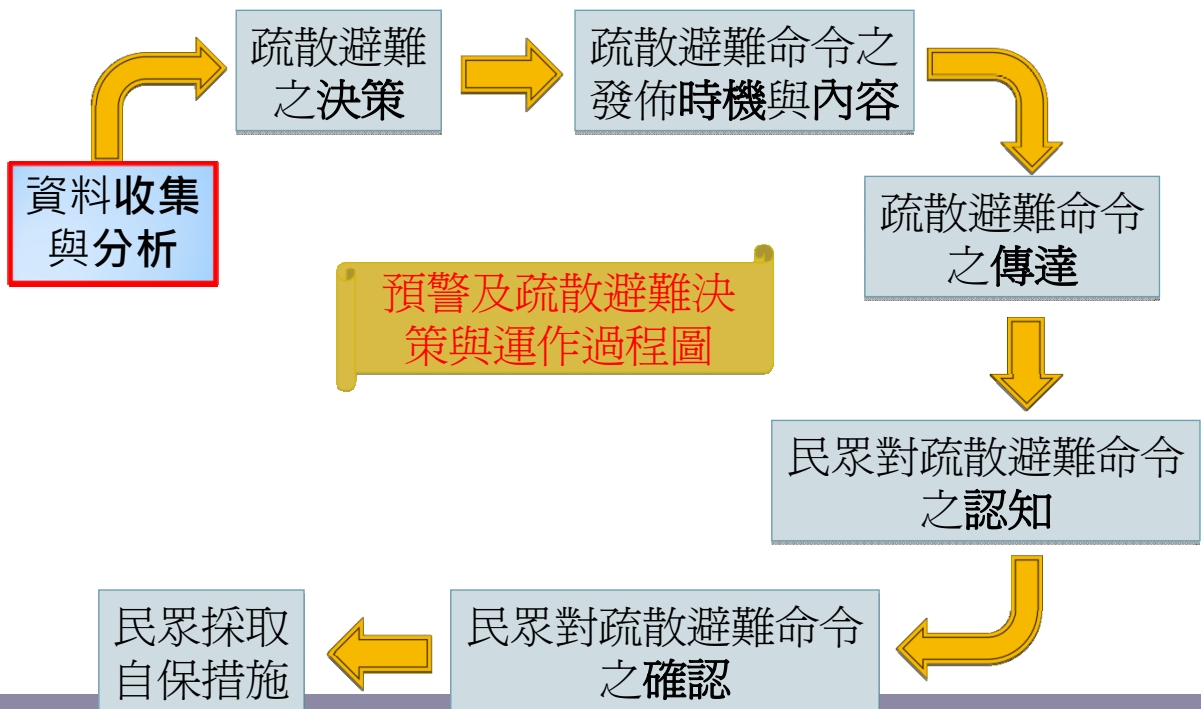 資料收集
與分析
疏散避難
之決策
疏散避難命令之
發佈時機與內容
疏散避難命令
之傳達
民眾對疏散避難命令
之認知
民眾對疏散避難命令
之確認
民眾採取
自保措施
預警及疏散避難決
策與運作過程圖